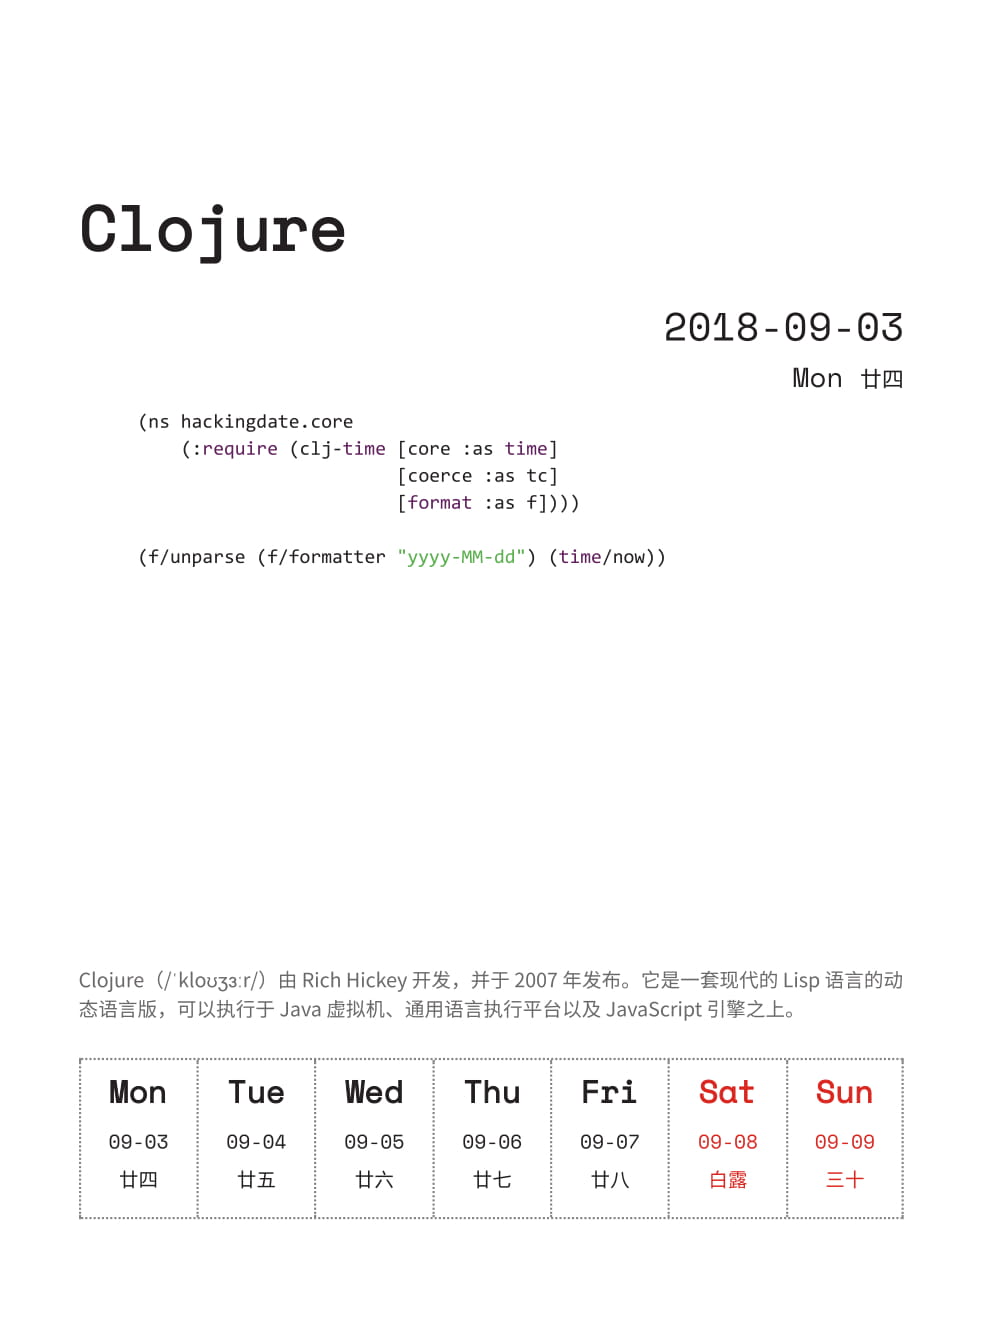 Clojure
2018-09-03
Mon 廿四
(ns hackingdate.core
    (:require (clj-time [core :as time]
                        [coerce :as tc]
                        [format :as f])))
(f/unparse (f/formatter "yyyy-MM-dd") (time/now))
Clojure（/ˈkloʊʒɜːr/）由 Rich Hickey 开发，并于 2007 年发布。它是一套现代的 Lisp 语言的动
态语言版，可以执行于 Java 虚拟机、通用语言执行平台以及 JavaScript 引擎之上。
Mon Tue Wed Thu Fri Sat Sun
09-03 09-04 09-05 09-06 09-07 09-08 09-09
廿四 廿五 廿六 廿七 廿八 白露 三十